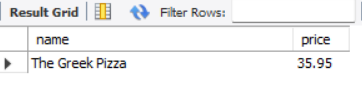 Result Grid Filter Rows:
name price
The Greek Pizza 35.95